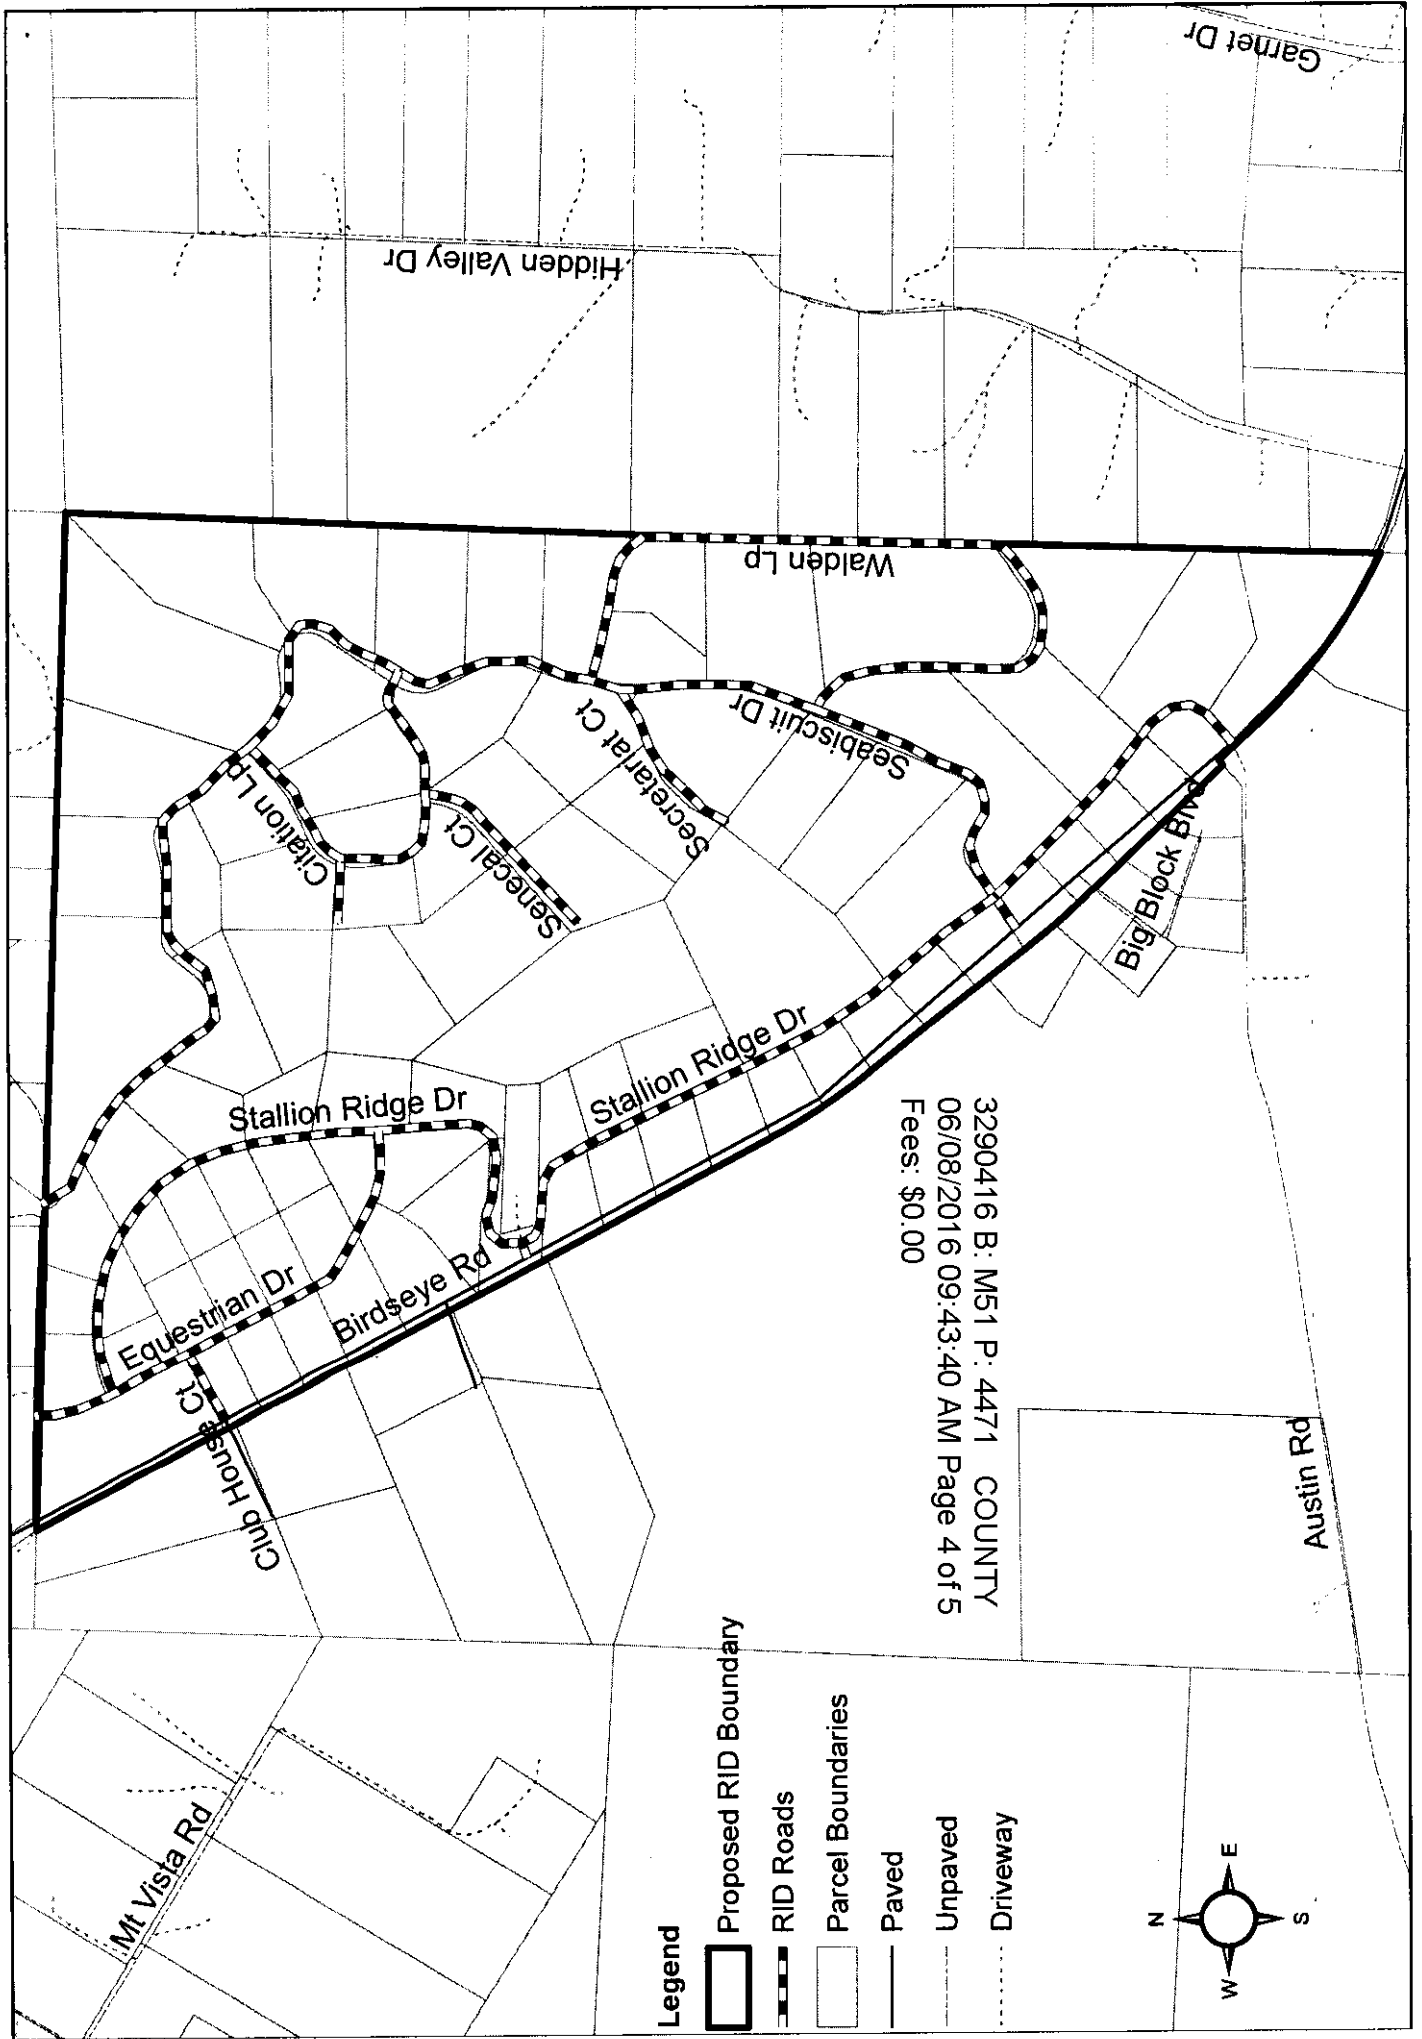 Garnet Dr
Hidden Valley Dr
Walden Lp
Citation Lp
Senecal Ct
Secretariat Ct
Seabiscuit Dr
Big Block Blvd
Stallion Ridge Dr
Stallion Ridge Dr
Equestrian Dr
Birdseye Rd
Club House Ct
Mt Vista Rd
Austin Rd
3290416 B: M51 P: 4471 COUNTY
06/08/2016 09:43:40 AM Page 4 of 5
Fees: $0.00
Legend
Proposed RID Boundary
RID Roads
Parcel Boundaries
Paved
Unpaved
Driveway
N
W
E
S